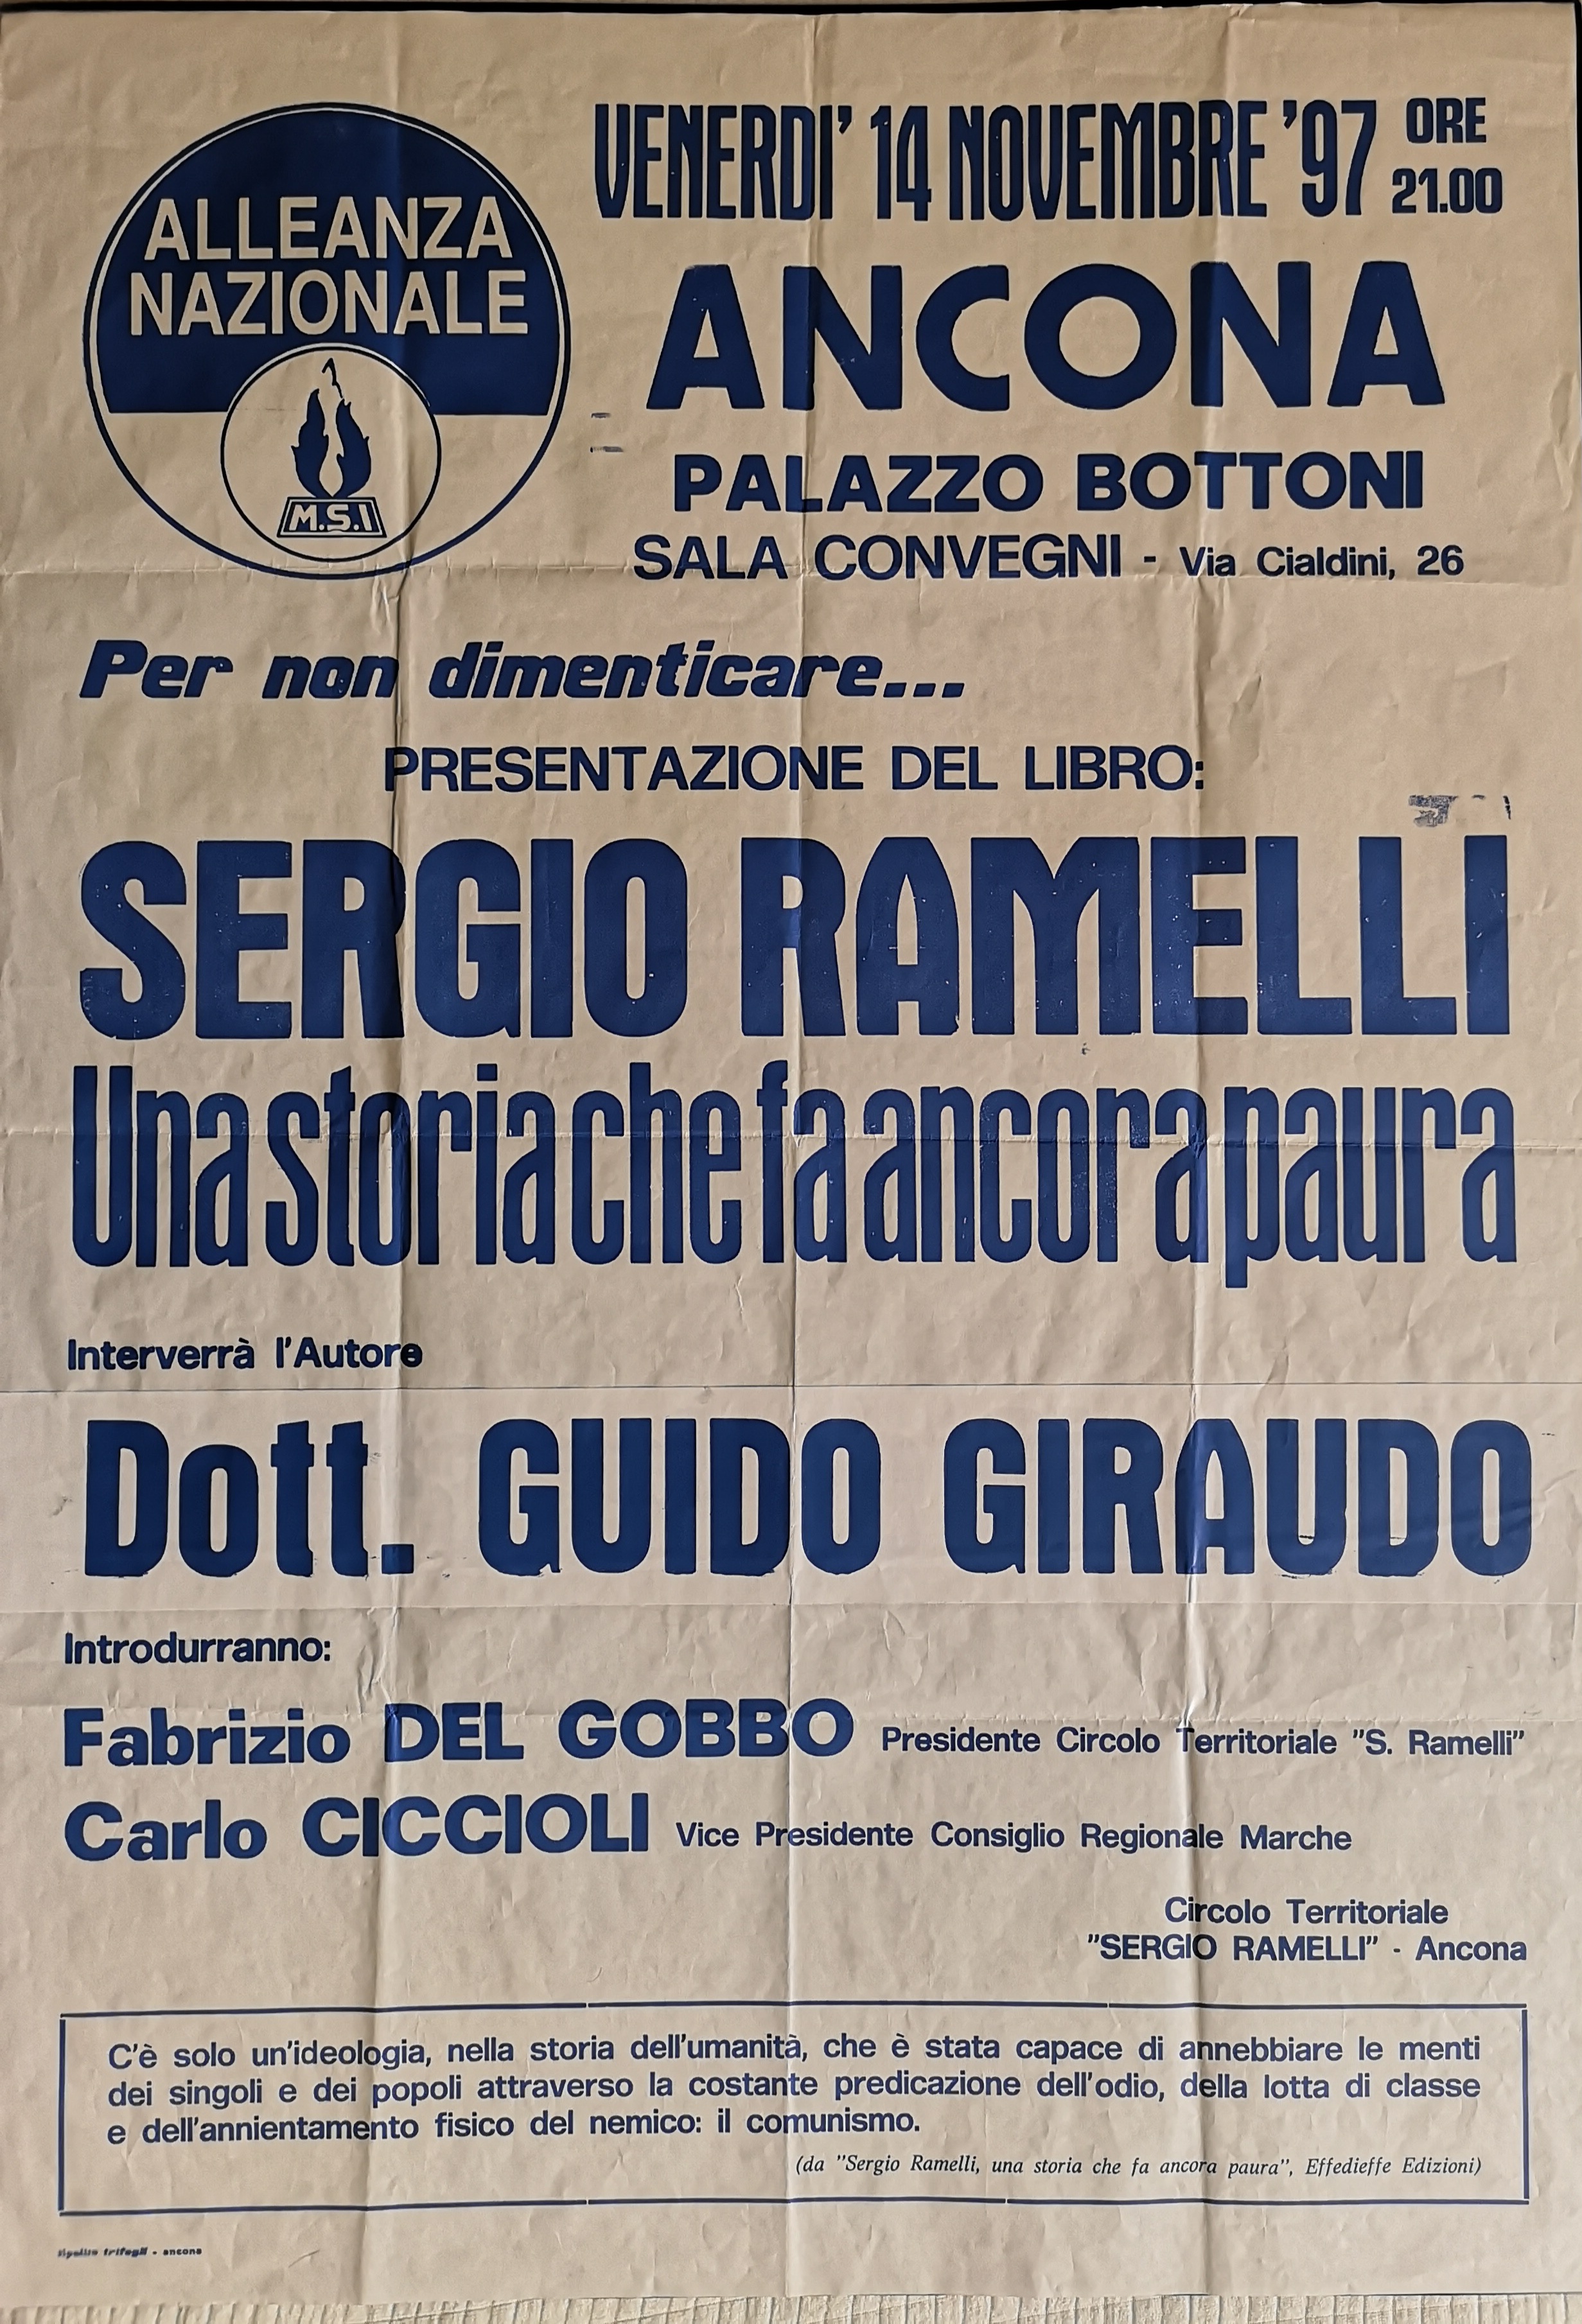 ALLEANZA
NAZIONALE
M.S.I
VENERDI' 14 NOVEMBRE '97 ORE 21.00
ANCONA
PALAZZO BOTTONI
SALA CONVEGNI - Via Cialdini, 26
Per non dimenticare...
PRESENTAZIONE DEL LIBRO:
SERGIO RAMELLI
Una storia che fa ancora paura
Interverrà l'Autore
Dott. GUIDO GIRAUDO
Introdurranno:
Fabrizio DEL GOBBO Presidente Circolo Territoriale "S. Ramelli"
Carlo CICCIOLI Vice Presidente Consiglio Regionale Marche
Circolo Territoriale
"SERGIO RAMELLI" - Ancona
C'è solo un'ideologia, nella storia dell'umanità, che è stata capace di annebbiare le menti
dei singoli e dei popoli attraverso la costante predicazione dell'odio, della lotta di classe
e dell'annientamento fisico del nemico: il comunismo.
(da "Sergio Ramelli, una storia che fa ancora paura", Effedieffe Edizioni)
trifogli - ancona